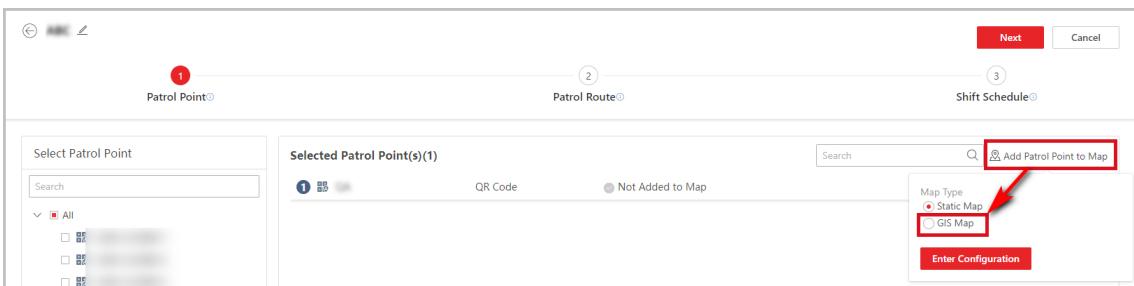 Next
Cancel
1
2
3
Patrol Point
Patrol Route
Shift Schedule
Select Patrol Point
Search
All
Selected Patrol Point(s)(1)
Search
Add Patrol Point to Map
1
QR Code
Not Added to Map
Map Type
Static Map
GIS Map
Enter Configuration